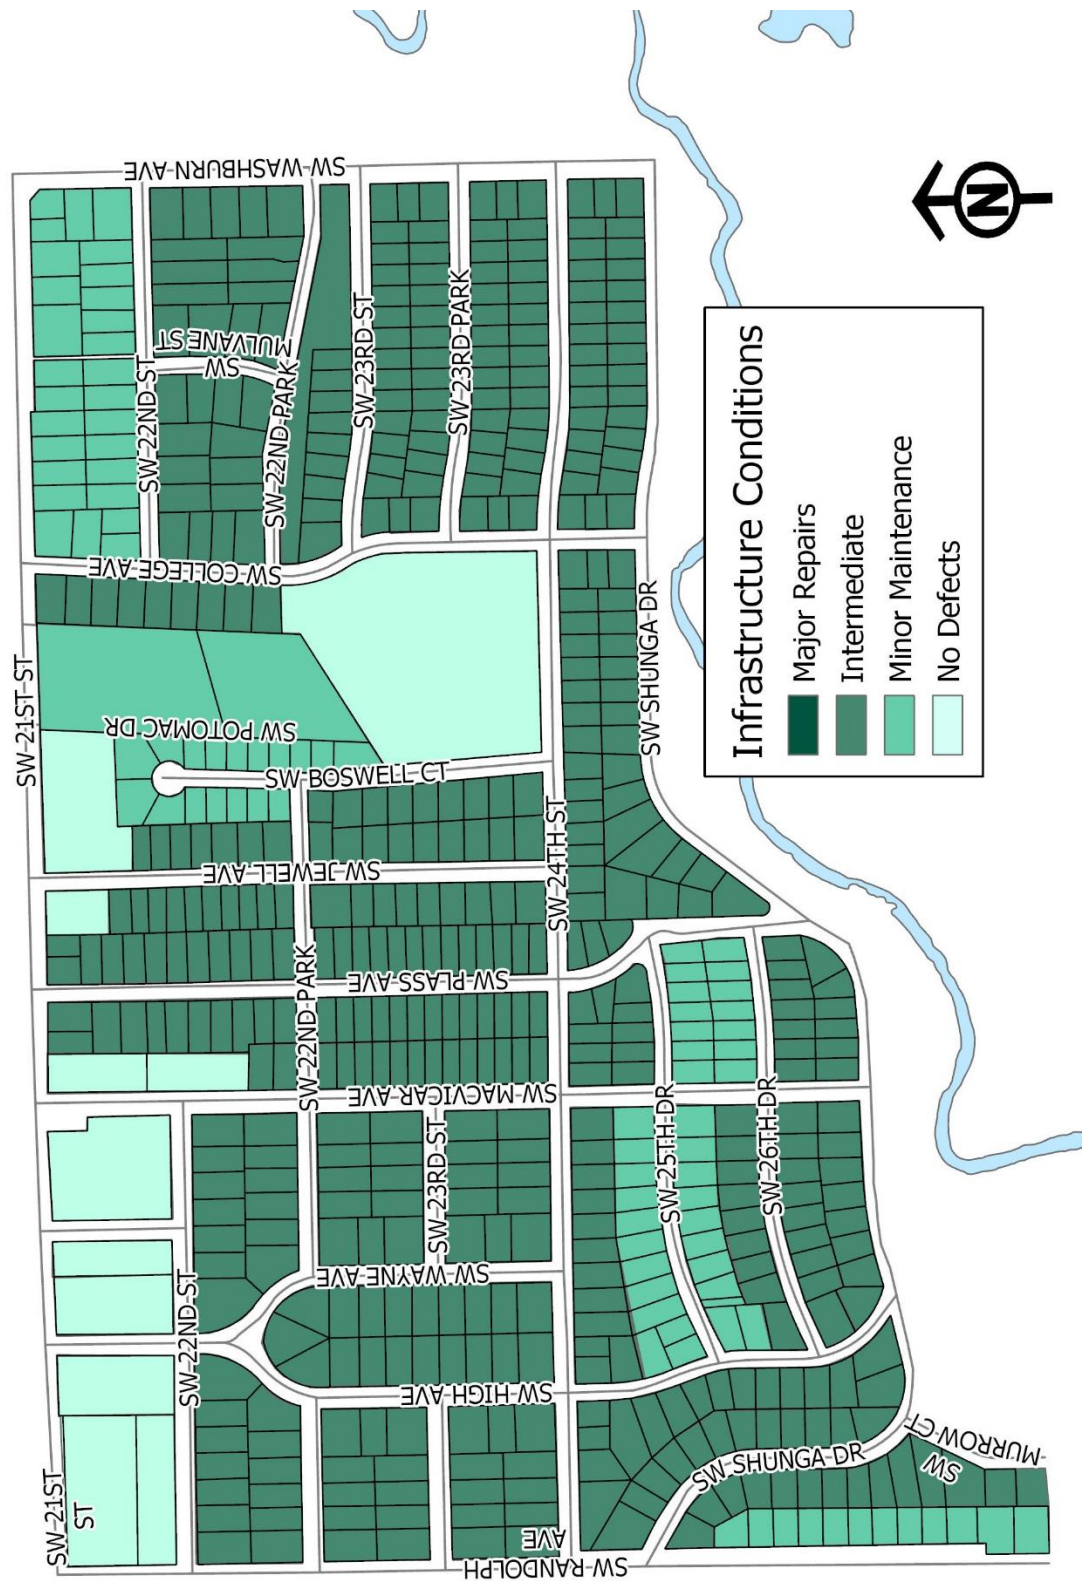 SW WASHBURN AVE
SW 22ND ST
MULVANE ST
SW
SW 22ND PARK
SW 23RD ST
SW 23RD PARK
SW COLLEGE AVE
SW 21ST ST
SW POTOMAC DR
SW BOSWELL CT
SW SHUNGA DR
SW JEWELL AVE
SW 24TH ST
SW PLASS AVE
SW 22ND PARK
SW MACVICAR AVE
SW 23RD ST
SW 25TH DR
SW 26TH DR
SW WAYNE AVE
SW 22ND ST
SW HIGH AVE
SW SHUNGA DR
SW
MURROW CT
SW 21ST
ST
SW RANDOLPH
AVE
N
Infrastructure Conditions
Major Repairs
Intermediate
Minor Maintenance
No Defects